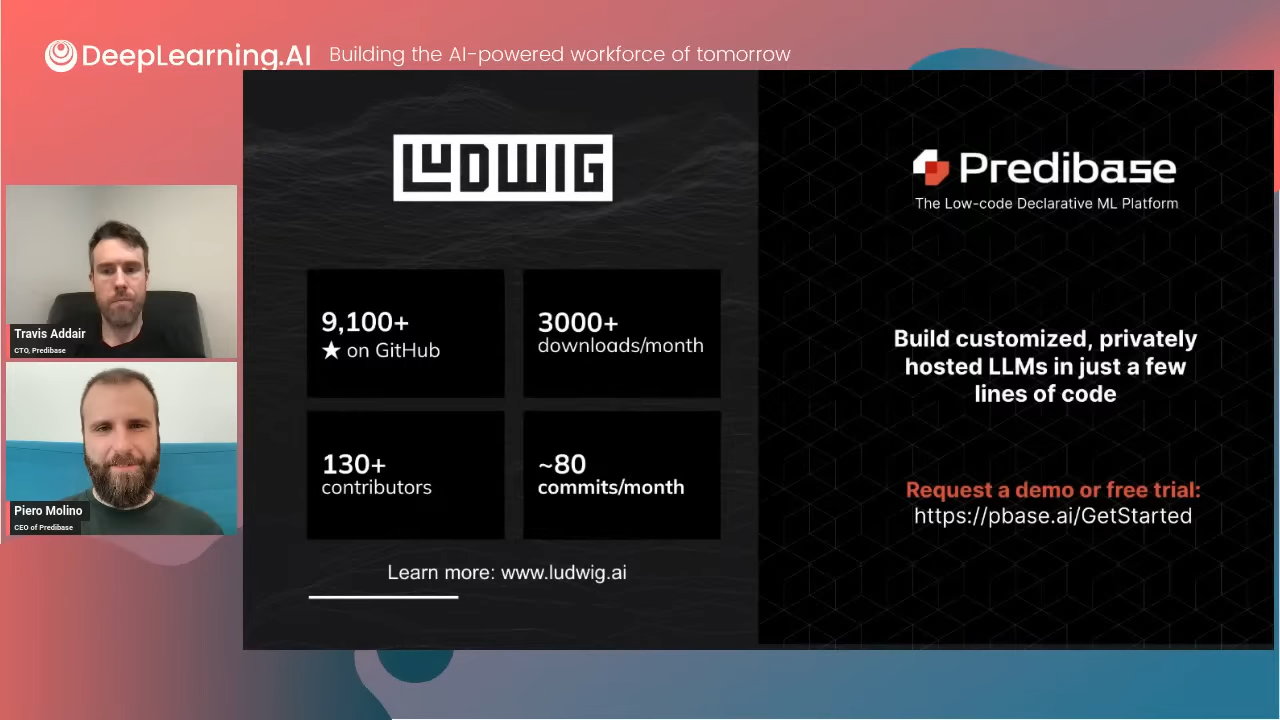 DeepLearning.AI Building the AI-powered workforce of tomorrow
Travis Addair
CTO, Predibase
Piero Molino
CEO of Predibase
LUDWIG
9,100+
★ on GitHub
3000+
downloads/month
130+
contributors
~80
commits/month
Learn more: www.ludwig.ai
Predibase
The Low-code Declarative ML Platform
Build customized, privately
hosted LLMs in just a few
lines of code
Request a demo or free trial:
https://pbase.ai/GetStarted